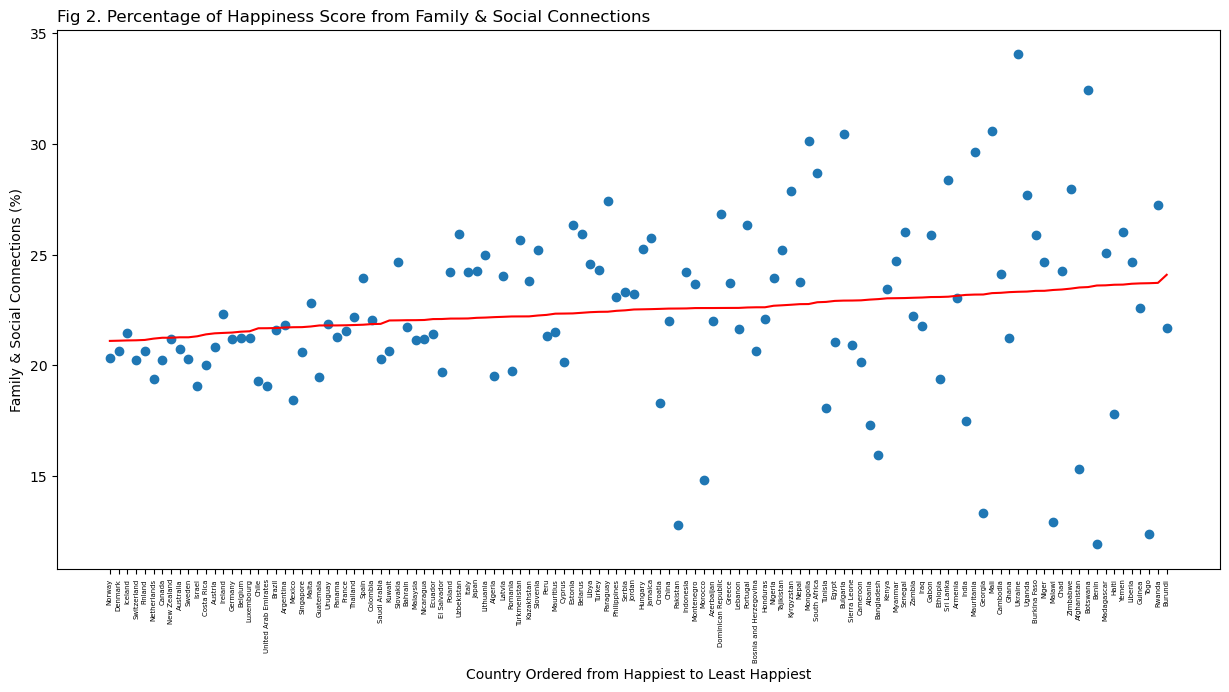 Fig 2. Percentage of Happiness Score from Family & Social Connections
Family & Social Connections (%)
35
30
25
20
15
Norway
Denmark
Iceland
Switzerland
Finland
Netherlands
Canada
New Zealand
Australia
Sweden
Israel
Costa Rica
Austria
Ireland
Germany
Belgium
Luxembourg
Chile
United Arab Emirates
Brazil
Argentina
Mexico
Singapore
Malta
Guatemala
Uruguay
Panama
France
Thailand
Spain
Colombia
Saudi Arabia
Kuwait
Slovakia
Bahrain
Malaysia
Nicaragua
Ecuador
El Salvador
Poland
Uzbekistan
Italy
Japan
Lithuania
Algeria
Latvia
Romania
Turkmenistan
Kazakhstan
Slovenia
Peru
Mauritius
Cyprus
Estonia
Belarus
Libya
Turkey
Paraguay
Philippines
Serbia
Jordan
Hungary
Jamaica
Croatia
China
Pakistan
Indonesia
Montenegro
Morocco
Azerbaijan
Dominican Republic
Greece
Lebanon
Portugal
Bosnia and Herzegovina
Honduras
Nigeria
Tajikistan
Kyrgyzstan
Nepal
Mongolia
South Africa
Tunisia
Egypt
Bulgaria
Sierra Leone
Cameroon
Albania
Bangladesh
Kenya
Myanmar
Senegal
Zambia
Iraq
Gabon
Ethiopia
Sri Lanka
Armenia
India
Mauritania
Georgia
Mali
Cambodia
Ghana
Ukraine
Uganda
Burkina Faso
Niger
Malawi
Chad
Zimbabwe
Afghanistan
Botswana
Benin
Madagascar
Haiti
Yemen
Liberia
Guinea
Togo
Rwanda
Burundi
Country Ordered from Happiest to Least Happiest